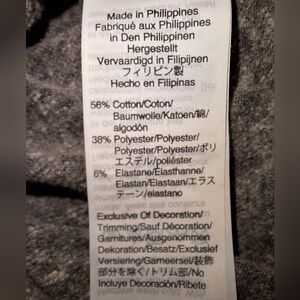 Made in Philippines
Fabriqué aux Philippines
in Den Philippinen
Hergestellt
Vervaardigd in Filipijnen
フィリピン製
Hecho en Filipinas
56% Cotton/Coton/
Baumwolle/Katoen/綿/
algodón
38% Polyester/Polyester/
Polyester/Polyester/ポリ
エステル/poliéster
6% Elastane/Élasthanne/
Elastan/Elastaan/エラス
テーン/elastano
Exclusive Of Decoration/
Trimming/Sauf Décoration/
Garnitures/Ausgenommen
Dekoration/Besatz/Exclusief
Versiering/Garneersel/装飾
部分を除く/トリム部/No
Incluye Decoración/Ribete